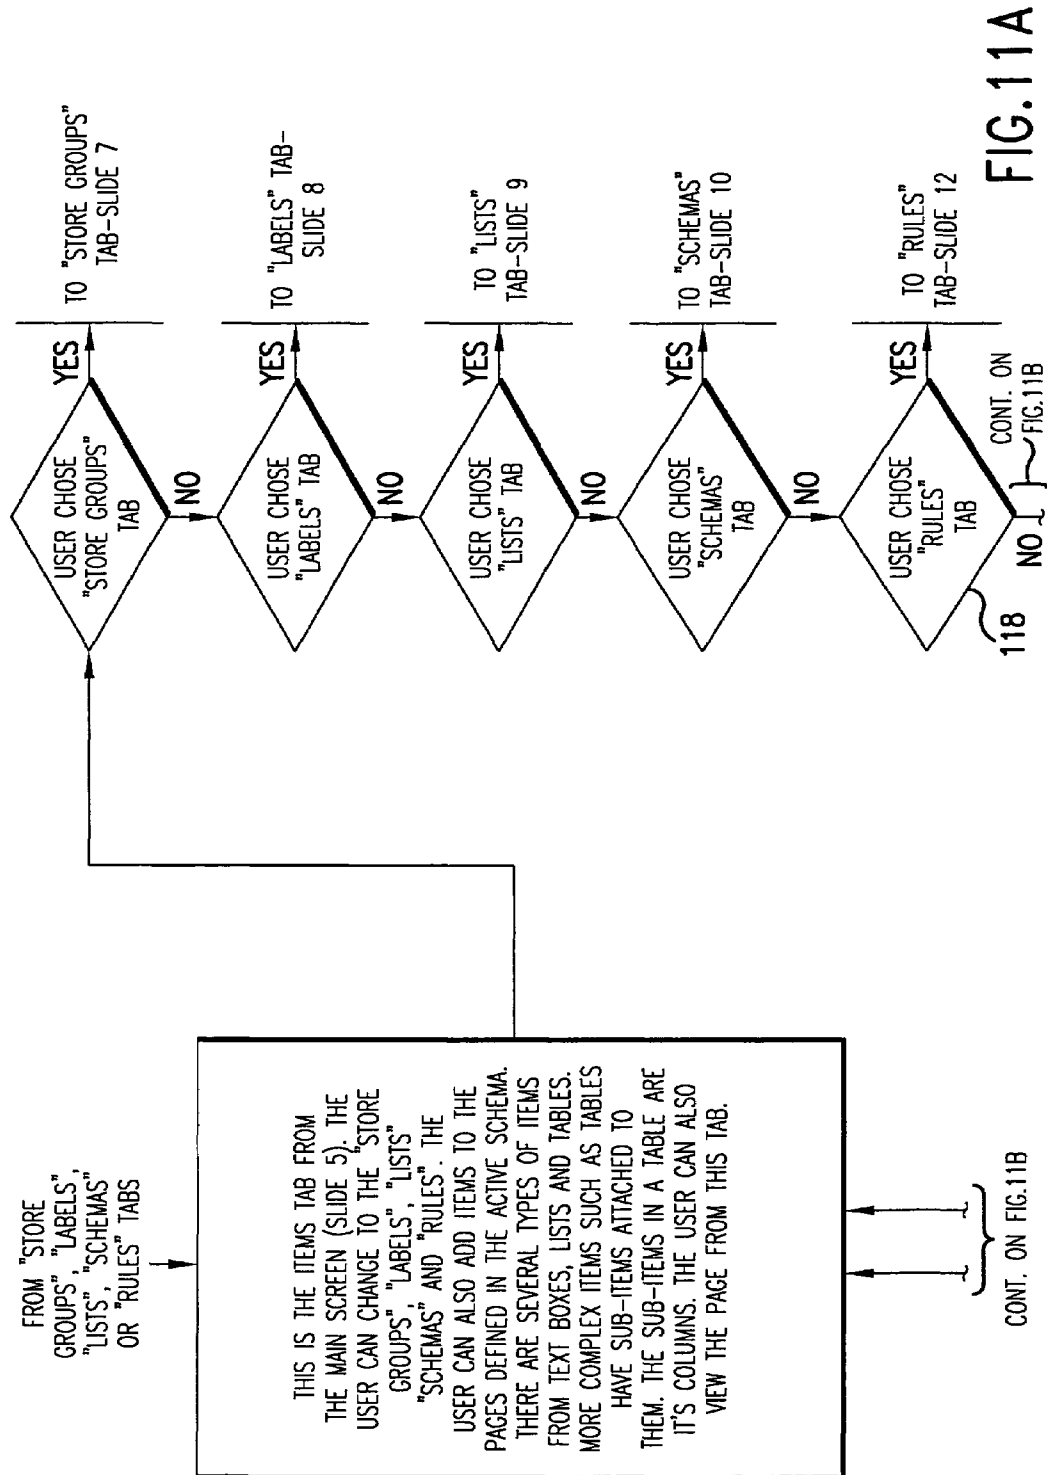 FROM "STORE
GROUPS", "LABELS",
"LISTS", "SCHEMAS"
OR "RULES" TABS
THIS IS THE ITEMS TAB FROM
THE MAIN SCREEN (SLIDE 5). THE
USER CAN CHANGE TO THE "STORE
GROUPS", "LABELS", "LISTS"
"SCHEMAS" AND "RULES". THE
USER CAN ALSO ADD ITEMS TO THE
PAGES DEFINED IN THE ACTIVE SCHEMA.
THERE ARE SEVERAL TYPES OF ITEMS
FROM TEXT BOXES, LISTS AND TABLES.
MORE COMPLEX ITEMS SUCH AS TABLES
HAVE SUB-ITEMS ATTACHED TO
THEM. THE SUB-ITEMS IN A TABLE ARE
IT'S COLUMNS. THE USER CAN ALSO
VIEW THE PAGE FROM THIS TAB.
CONT. ON FIG.11B
USER CHOSE
"STORE GROUPS"
TAB
YES
TO "STORE GROUPS"
TAB-SLIDE 7
NO
USER CHOSE
"LABELS" TAB
YES
TO "LABELS" TAB-
SLIDE 8
NO
USER CHOSE
"LISTS" TAB
YES
TO "LISTS"
TAB-SLIDE 9
NO
USER CHOSE
"SCHEMAS"
TAB
YES
TO "SCHEMAS"
TAB-SLIDE 10
NO
USER CHOSE
"RULES"
TAB
YES
TO "RULES"
TAB-SLIDE 12
118
NO
CONT. ON
FIG.11B
FIG.11A